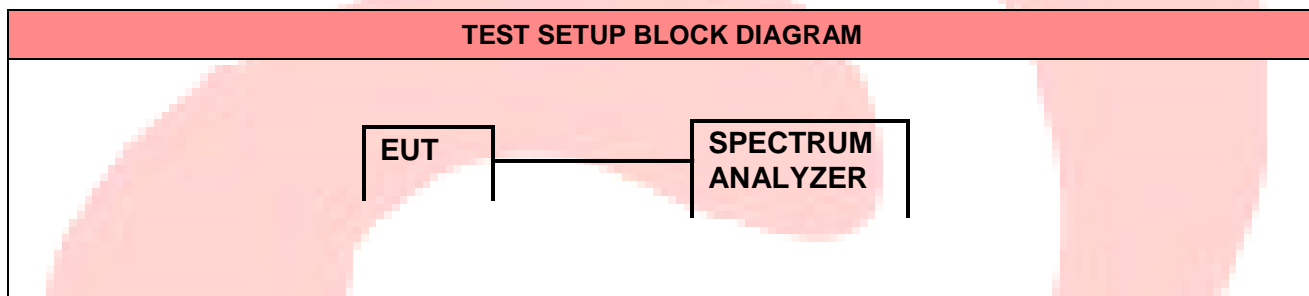 TEST SETUP BLOCK DIAGRAM
EUT
SPECTRUM
ANALYZER